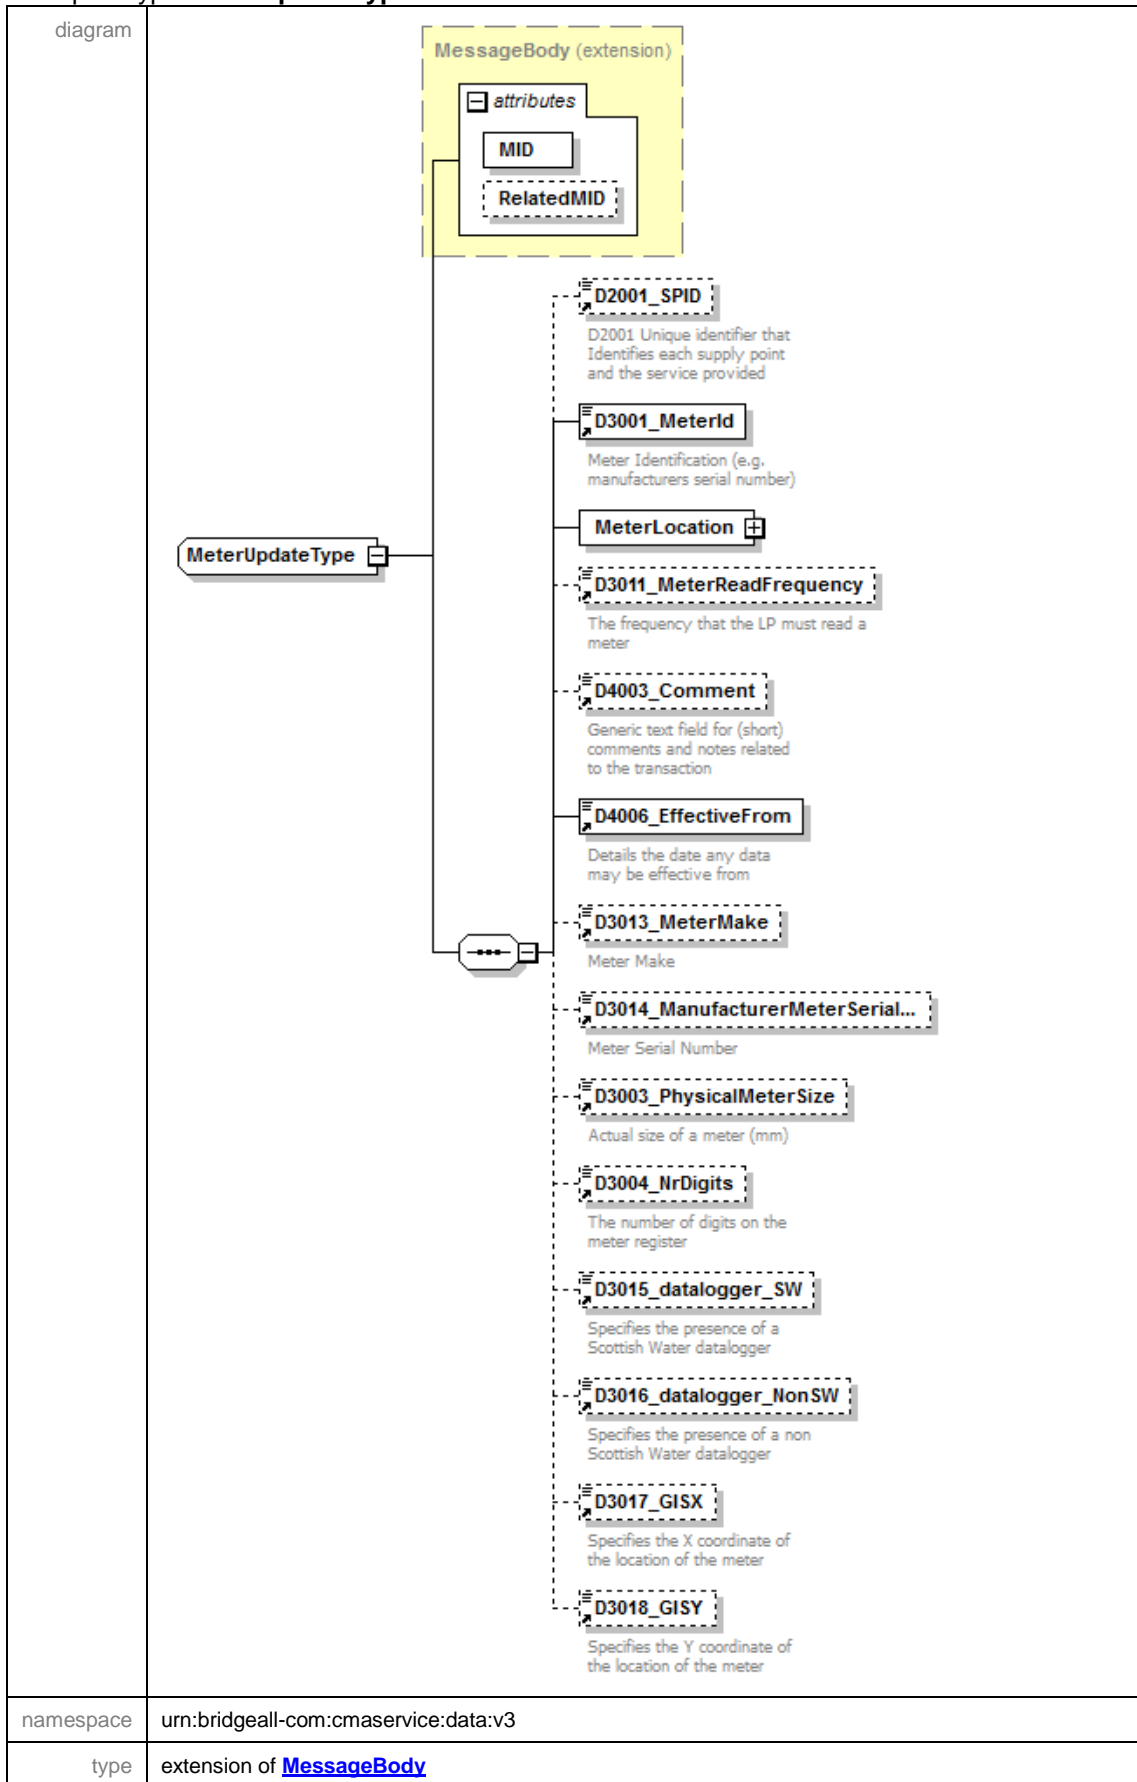 diagram
MessageBody (extension)
attributes
MID
RelatedMID
D2001_SPID
D2001 Unique identifier that
Identifies each supply point
and the service provided
D3001_MeterId
Meter Identification (e.g.
manufacturers serial number)
MeterLocation
MeterUpdateType
D3011_MeterReadFrequency
The frequency that the LP must read a
meter
D4003_Comment
Generic text field for (short)
comments and notes related
to the transaction
D4006_EffectiveFrom
Details the date any data
may be effective from
D3013_MeterMake
Meter Make
D3014_ManufacturerMeterSerial...
Meter Serial Number
D3003_PhysicalMeterSize
Actual size of a meter (mm)
D3004_NrDigits
The number of digits on the
meter register
D3015_datalogger_SW
Specifies the presence of a
Scottish Water datalogger
D3016_datalogger_NonSW
Specifies the presence of a non
Scottish Water datalogger
D3017_GISX
Specifies the X coordinate of
the location of the meter
D3018_GISY
Specifies the Y coordinate of
the location of the meter
namespace urn:bridgeall-com:cmaservice:data:v3
type extension of MessageBody